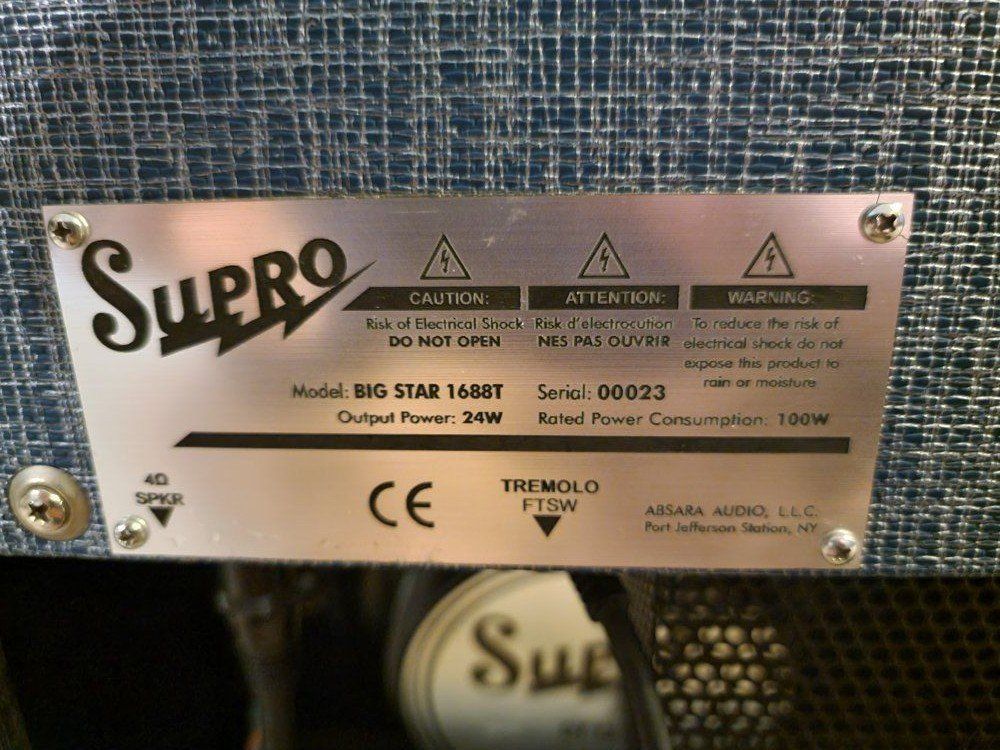 SUPRO
CAUTION:
Risk of Electrical Shock
DO NOT OPEN
ATTENTION:
Risk d'electrocution
NES PAS OUVRIR
WARNING:
To reduce the risk of
electrical shock do not
expose this product to
rain or moisture
Model: BIG STAR 1688T Serial: 00023
Output Power: 24W Rated Power Consumption: 100W
4Ω
SPKR
CE
TREMOLO
FTSW
ABSARA AUDIO, L.L.C.
Port Jefferson Station, NY